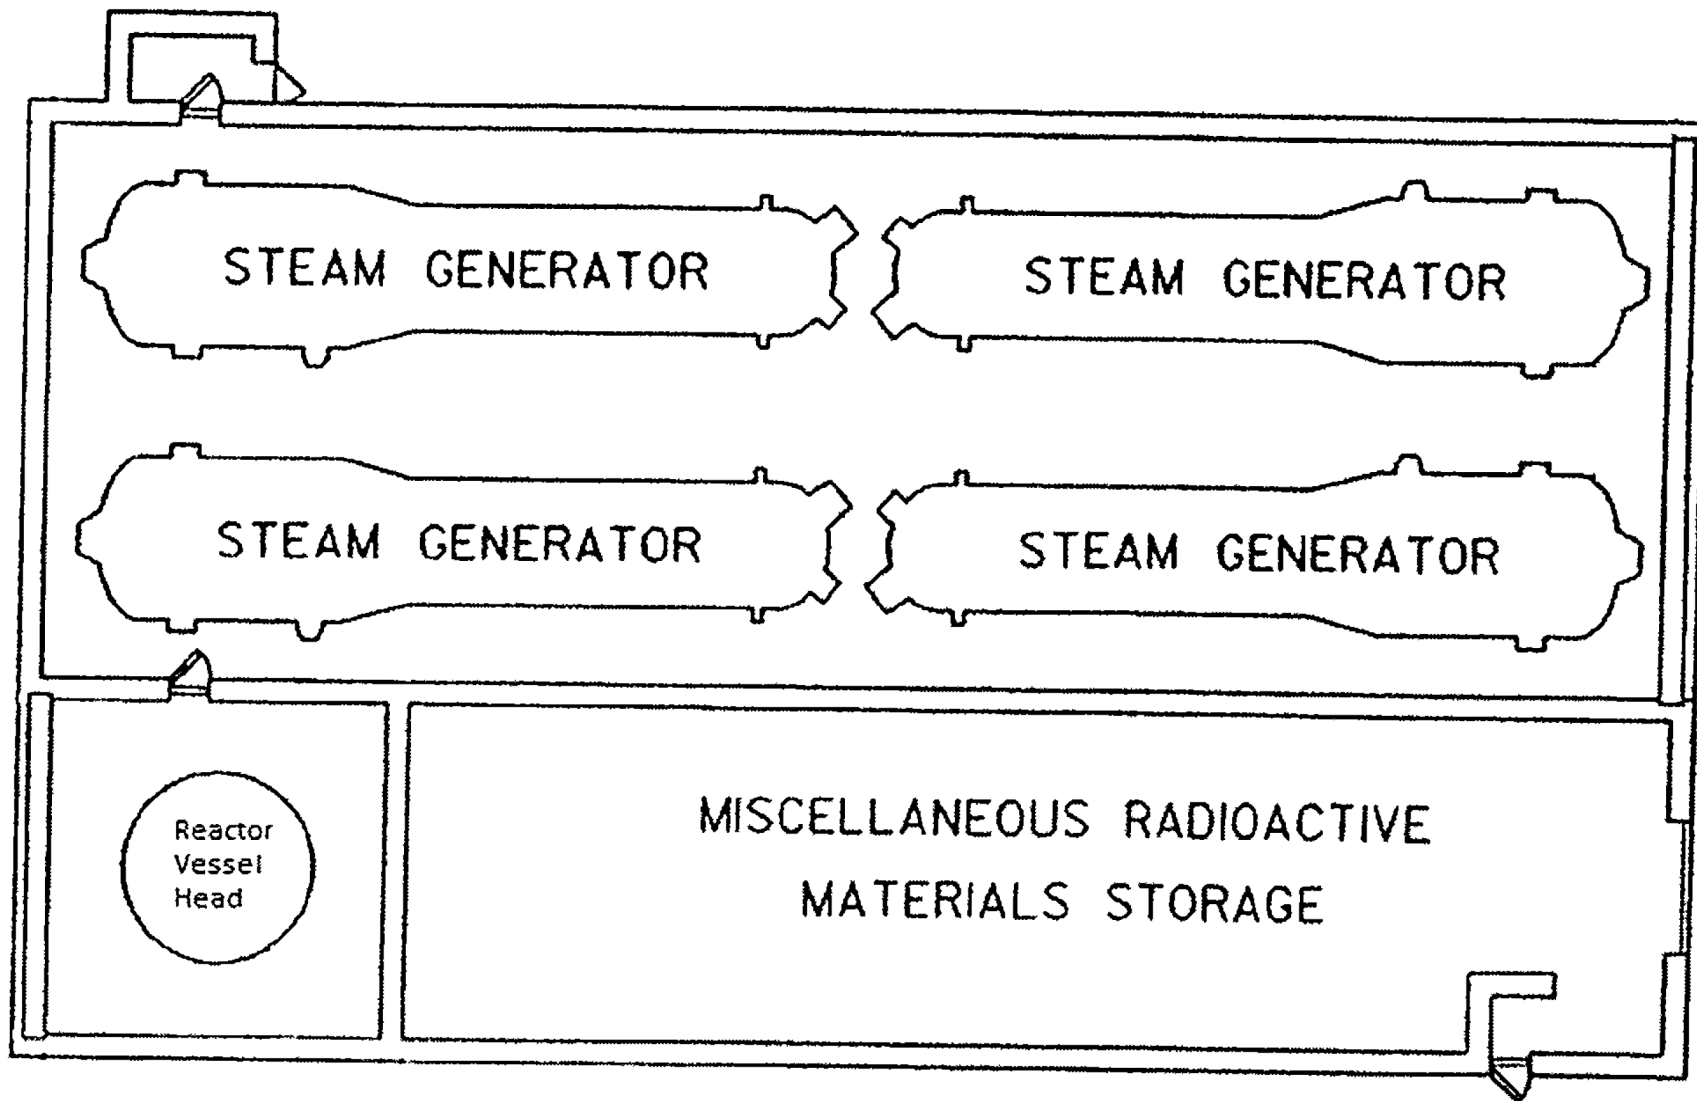 STEAM GENERATOR
STEAM GENERATOR
STEAM GENERATOR
STEAM GENERATOR
Reactor
Vessel
Head
MISCELLANEOUS RADIOACTIVE
MATERIALS STORAGE